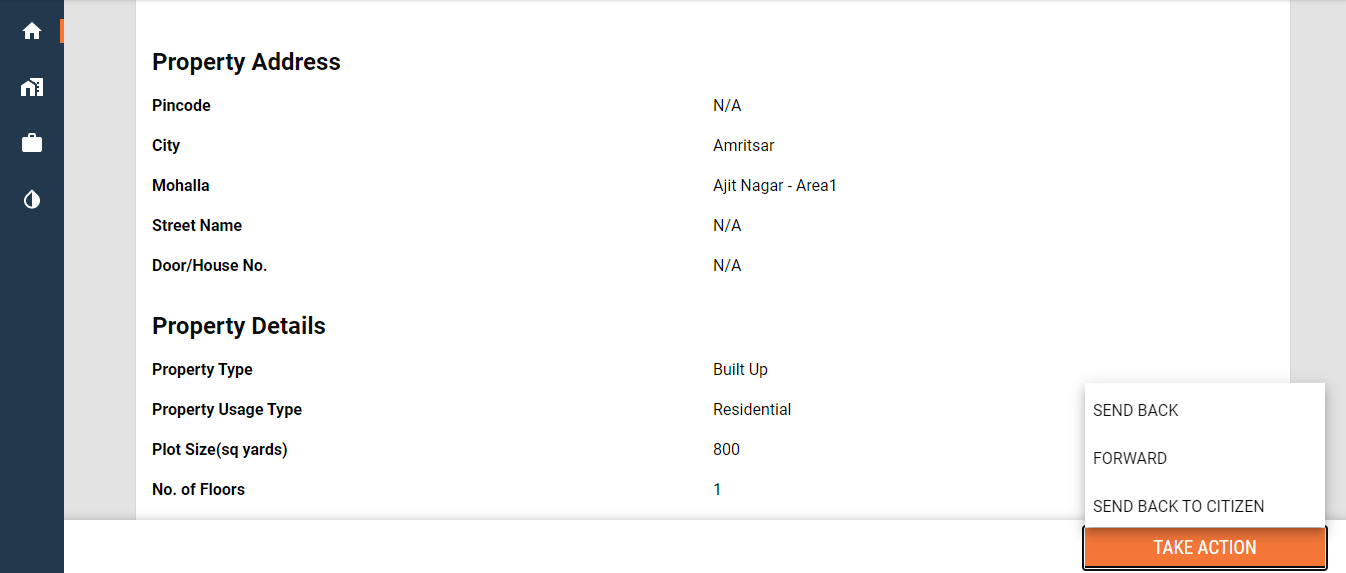 Property Address
Pincode N/A
City Amritsar
Mohalla Ajit Nagar - Area1
Street Name N/A
Door/House No. N/A
Property Details
Property Type Built Up
Property Usage Type Residential
Plot Size(sq yards) 800
No. of Floors 1
SEND BACK
FORWARD
SEND BACK TO CITIZEN
TAKE ACTION